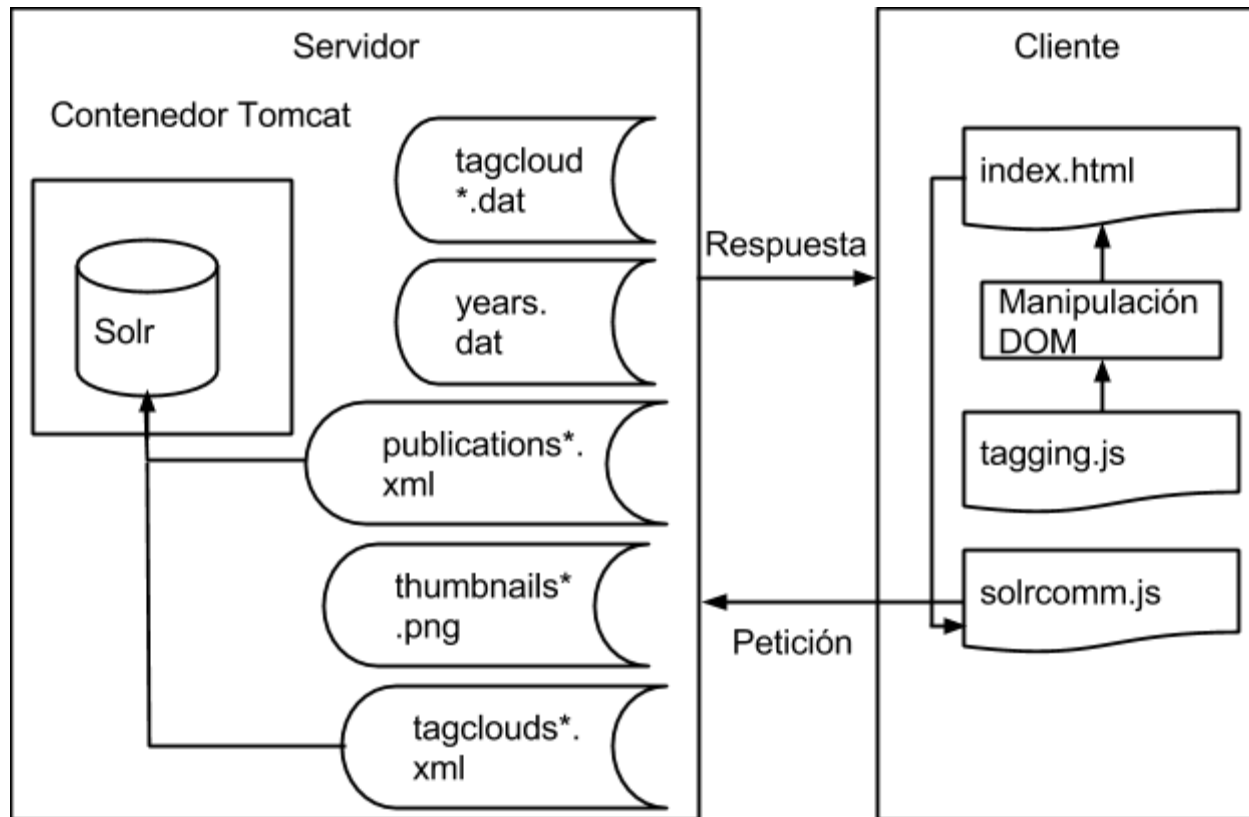 Servidor
Contenedor Tomcat
Solr
tagcloud
*.dat
years.
dat
publications*.
xml
thumbnails*
.png
tagclouds*.
xml
Respuesta
Petición
Cliente
index.html
Manipulación
DOM
tagging.js
solrcomm.js